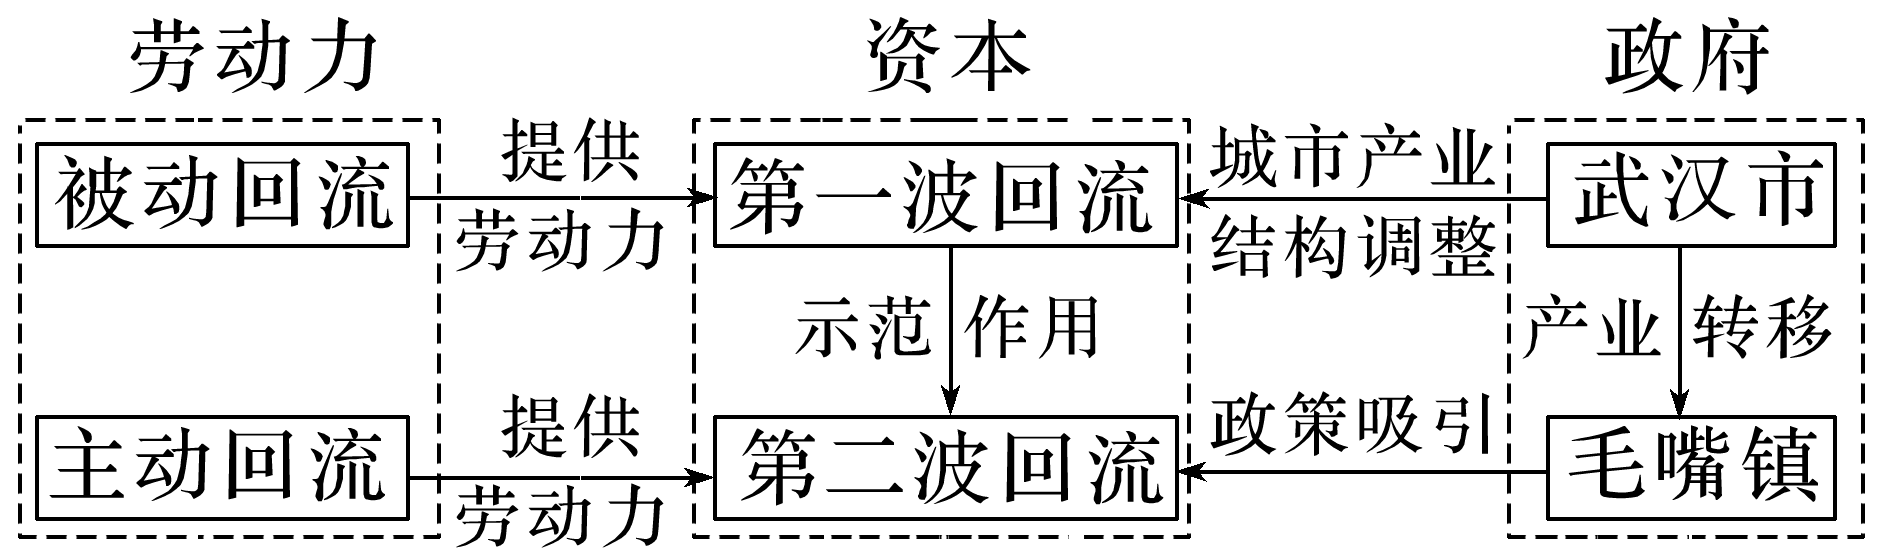 劳动力 资本 政府
被动回流 提供 劳动力 第一波回流 城市产业 结构调整 武汉市
示范作用 产业转移
主动回流 提供 劳动力 第二波回流 政策吸引 毛嘴镇